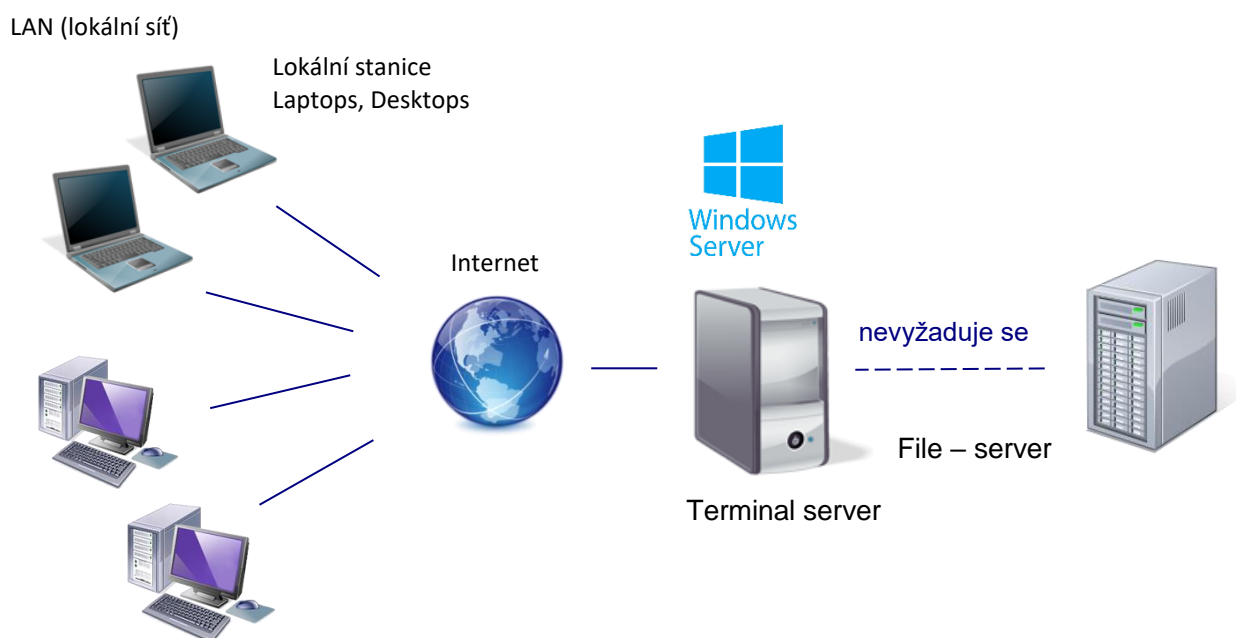 LAN (lokální síť)
Lokální stanice
Laptops, Desktops
Windows
Server
Internet
nevyžaduje se
File – server
Terminal server